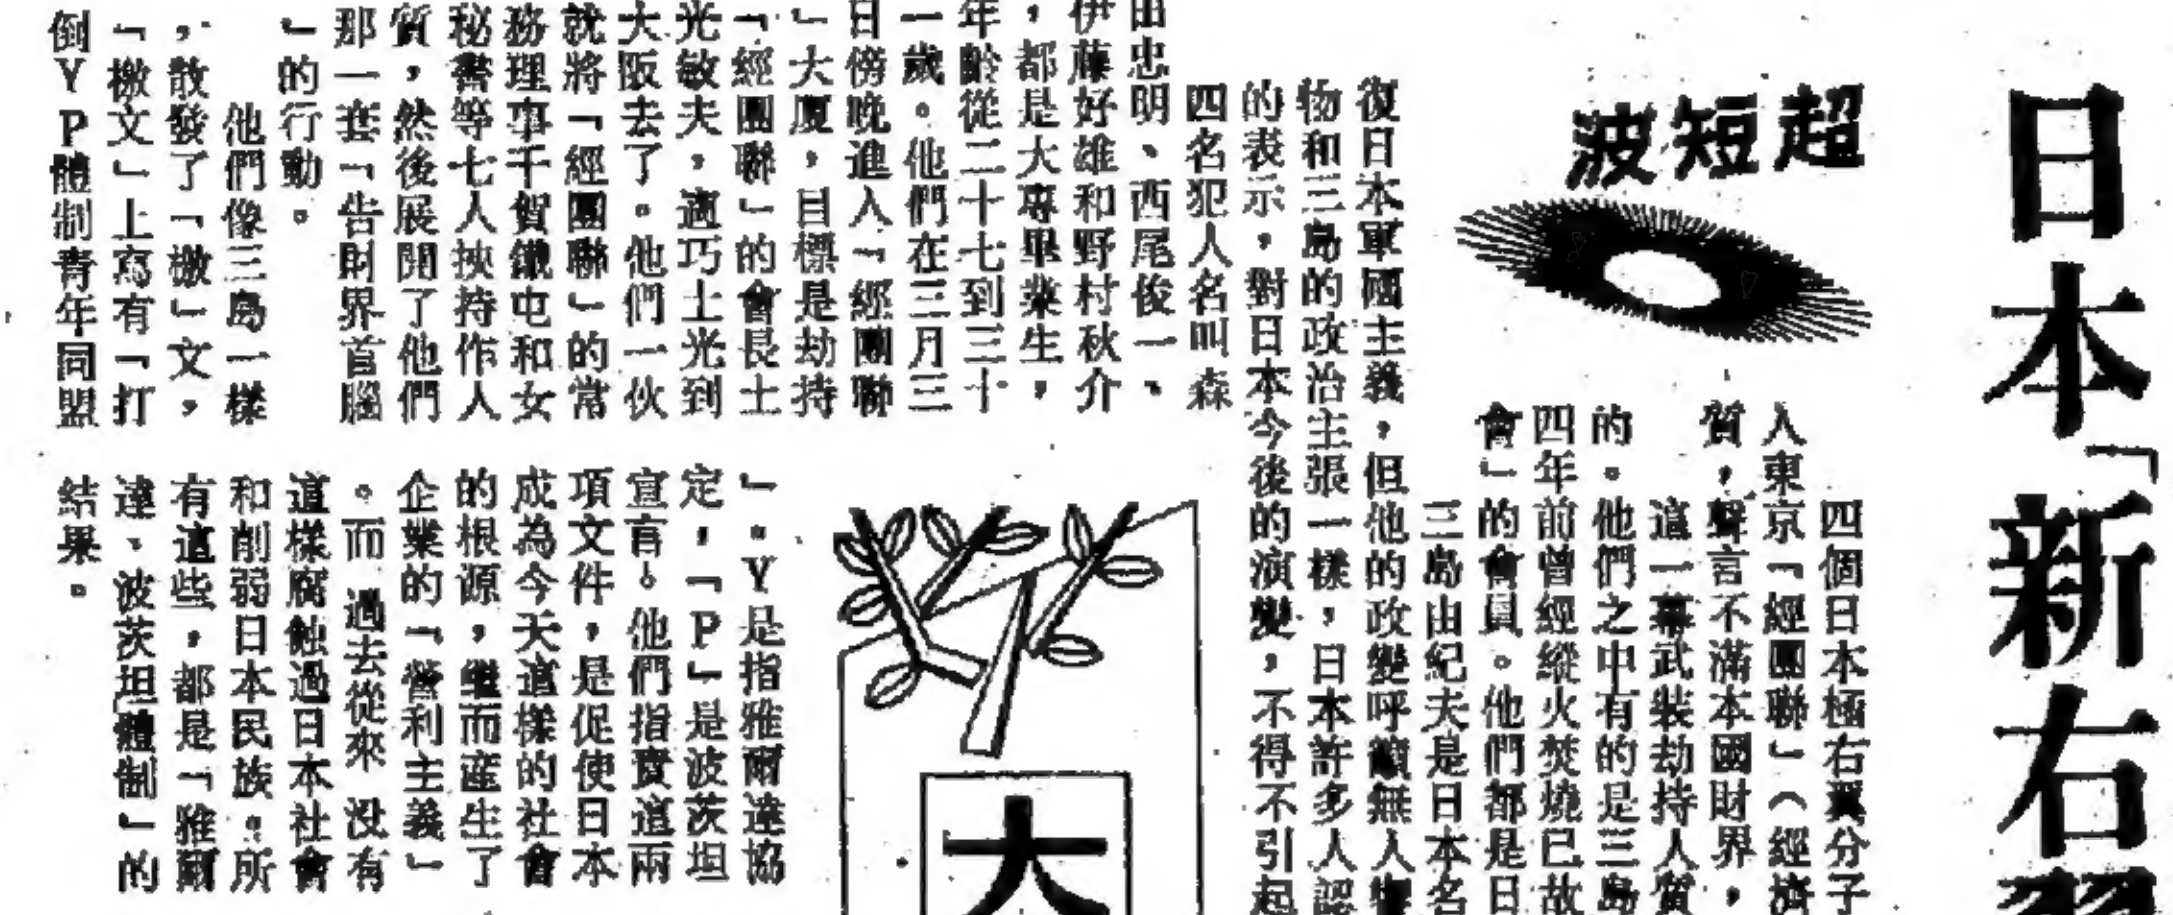 日本「新右翼
超短波
四個日本極右翼分子
入東京「經團聯」（經濟
質，聲言不滿本國財界，
這一幕武裝劫持人質
的。他們之中有的是三島
四年前曾經縱火焚燒已故
會」的會員。他們都是日
三島由紀夫是日本名
復日本軍國主義，但他的政變呼籲無人響
物和三島的政治主張一樣，日本許多人認
的表示，對日本今後的演變，不得不引起
四名犯人名叫森
田忠明、西尾俊一、
伊藤好雄和野村秋介
，都是大專畢業生，
年齡從二十七到三十
一歲。他們在三月三
日傍晚進入「經團聯
」大廈，目標是劫持
「經團聯」的會長土
光敏夫，適巧土光到
大阪去了。他們一伙
就將「經團聯」的常
務理事千賀鐵屯和女
秘書等七人挾持作人
質，然後展開了他們
那一套「告財界首腦
」的行動。
他們像三島一樣
，散發了「檄」文，
「檄文」上寫有「打
倒YP體制青年同盟
」。Y是指雅爾達協
定，「P」是波茨坦
宣言。他們指責這兩
項文件，是促使日本
成為今天這樣的社會
的根源，繼而產生了
企業的「營利主義」
。而過去從來沒有
這樣腐蝕過日本社會
和削弱日本民族。所
有這些，都是「雅爾
達、波茨坦體制」的
結果。
大